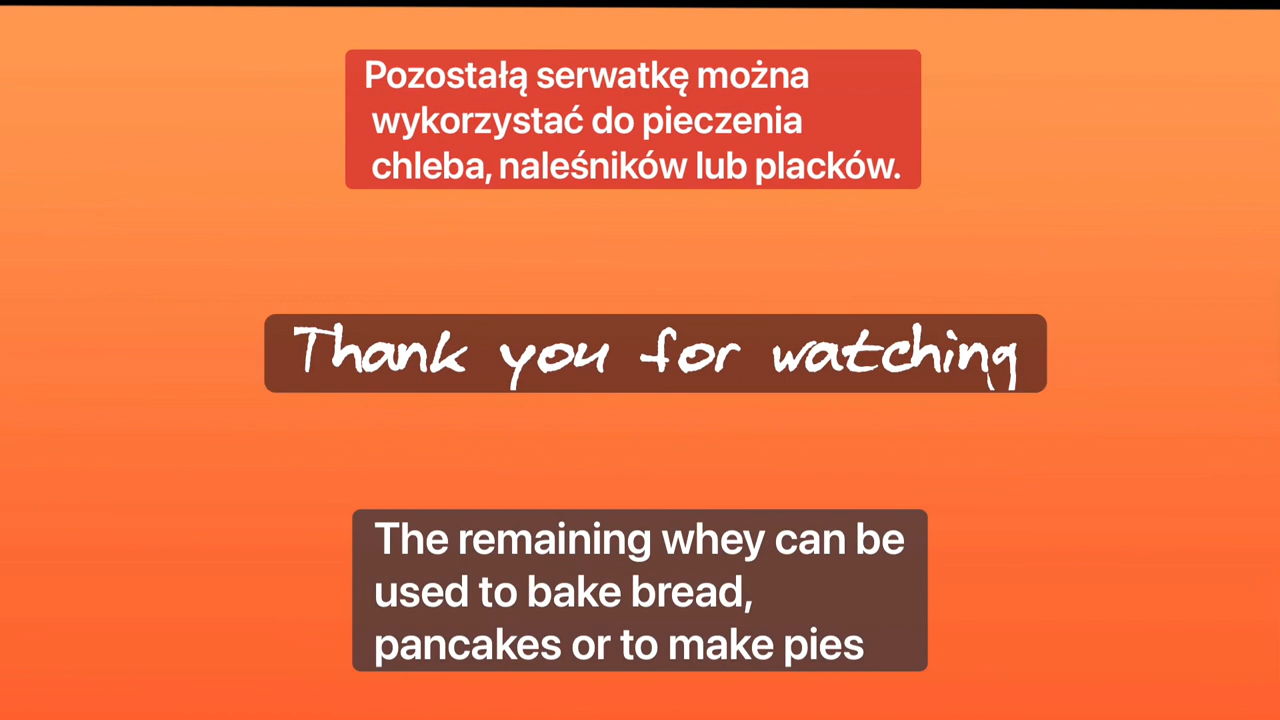 Pozostałą serwatkę można
wykorzystać do pieczenia
chleba, naleśników lub placków.
Thank you for watching
The remaining whey can be
used to bake bread,
pancakes or to make pies